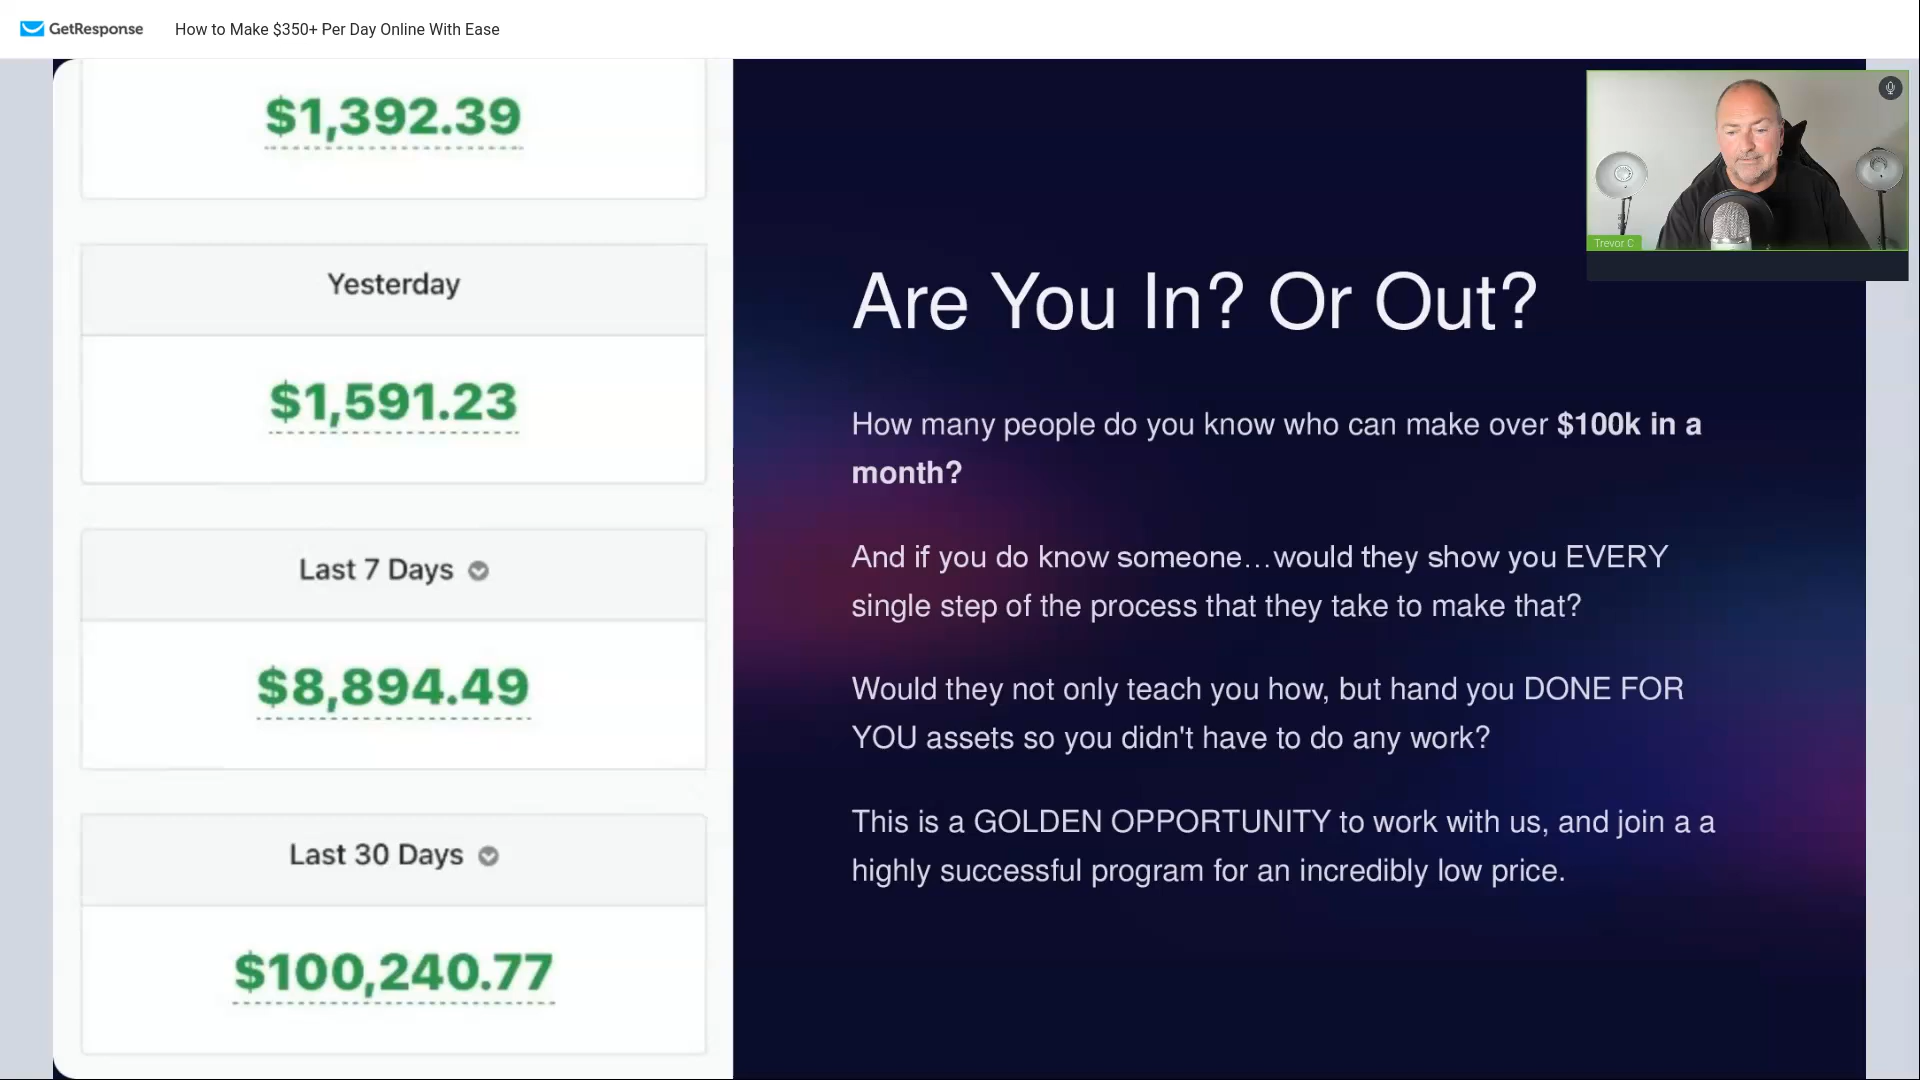 GetResponse How to Make $350+ Per Day Online With Ease
$1,392.39
Yesterday
$1,591.23
Last 7 Days
$8,894.49
Last 30 Days
$100,240.77
Trevor C
Are You In? Or Out?
How many people do you know who can make over $100k in a
month?
And if you do know someone…would they show you EVERY
single step of the process that they take to make that?
Would they not only teach you how, but hand you DONE FOR
YOU assets so you didn't have to do any work?
This is a GOLDEN OPPORTUNITY to work with us, and join a a
highly successful program for an incredibly low price.